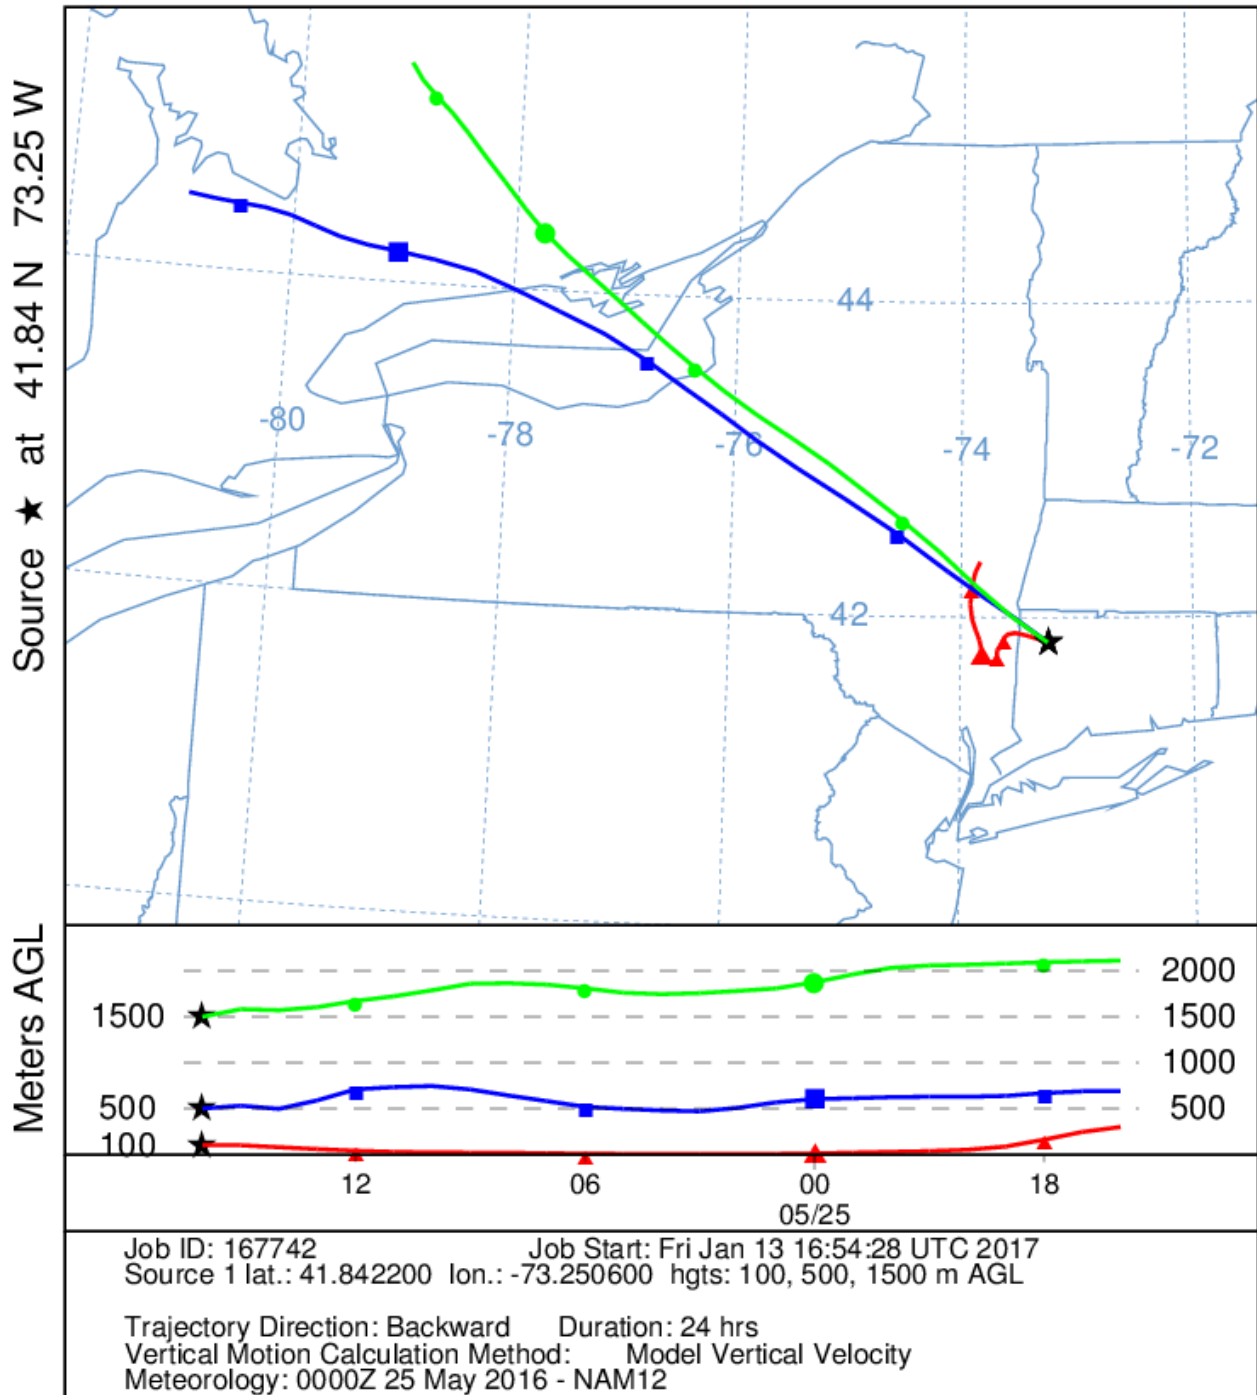 Source ★ at 41.84 N 73.25 W
44
-80
-78
-76
-74
-72
42
Meters AGL
2000
1500
1500
1000
500
500
100
12
06
00
18
05/25
Job ID: 167742 Job Start: Fri Jan 13 16:54:28 UTC 2017
Source 1 lat.: 41.842200 lon.: -73.250600 hgts: 100, 500, 1500 m AGL
Trajectory Direction: Backward Duration: 24 hrs
Vertical Motion Calculation Method: Model Vertical Velocity
Meteorology: 0000Z 25 May 2016 - NAM12